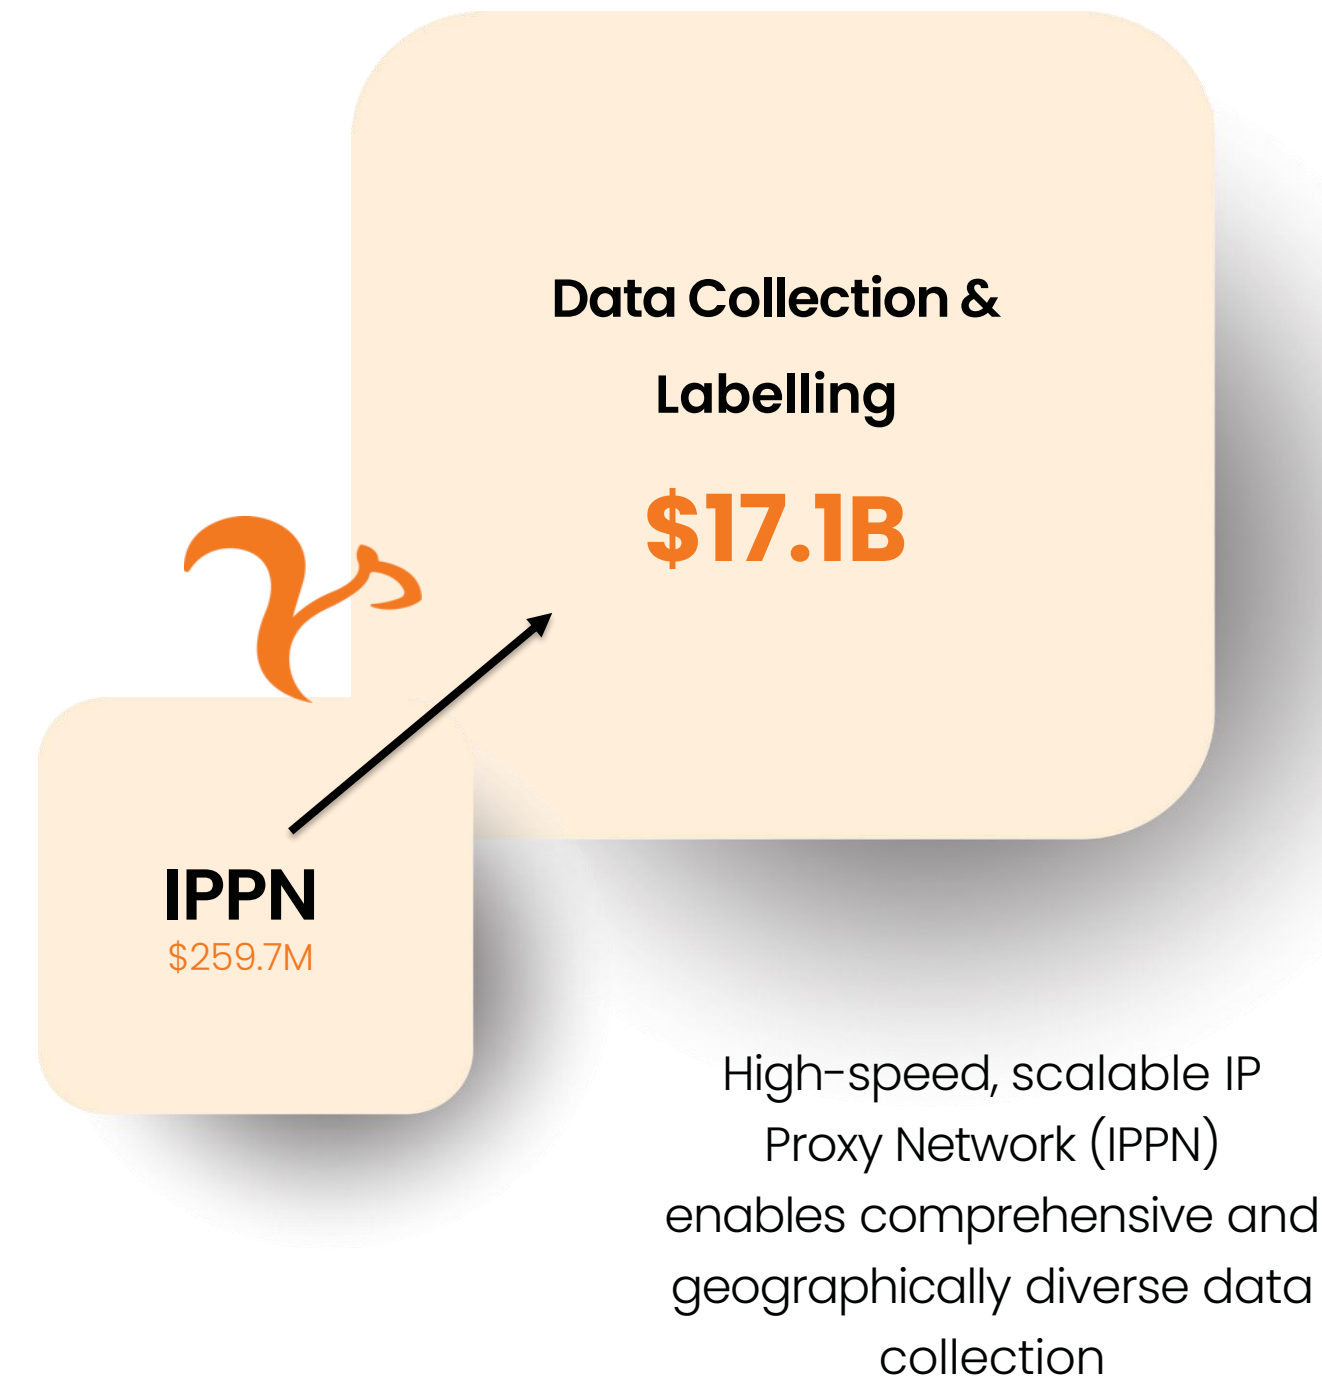 Data Collection &
Labelling
$17.1B
IPPN
$259.7M
High-speed, scalable IP
Proxy Network (IPPN)
enables comprehensive and
geographically diverse data
collection